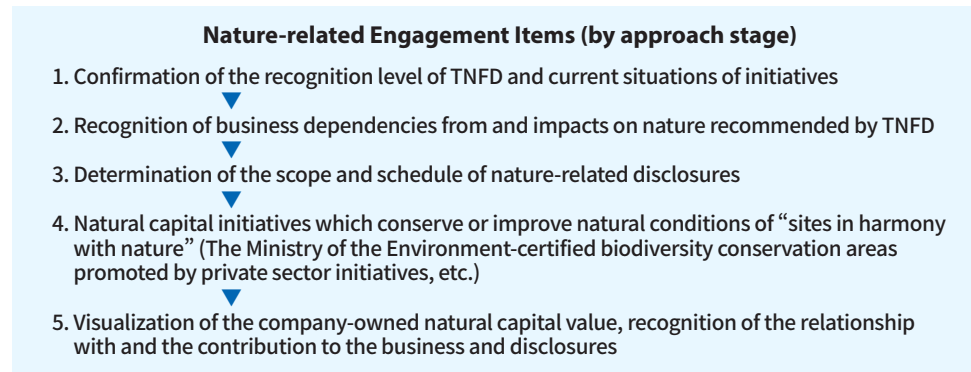 Nature-related Engagement Items (by approach stage)
1. Confirmation of the recognition level of TNFD and current situations of initiatives
2. Recognition of business dependencies from and impacts on nature recommended by TNFD
3. Determination of the scope and schedule of nature-related disclosures
4. Natural capital initiatives which conserve or improve natural conditions of “sites in harmony
with nature” (The Ministry of the Environment-certified biodiversity conservation areas
promoted by private sector initiatives, etc.)
5. Visualization of the company-owned natural capital value, recognition of the relationship
with and the contribution to the business and disclosures